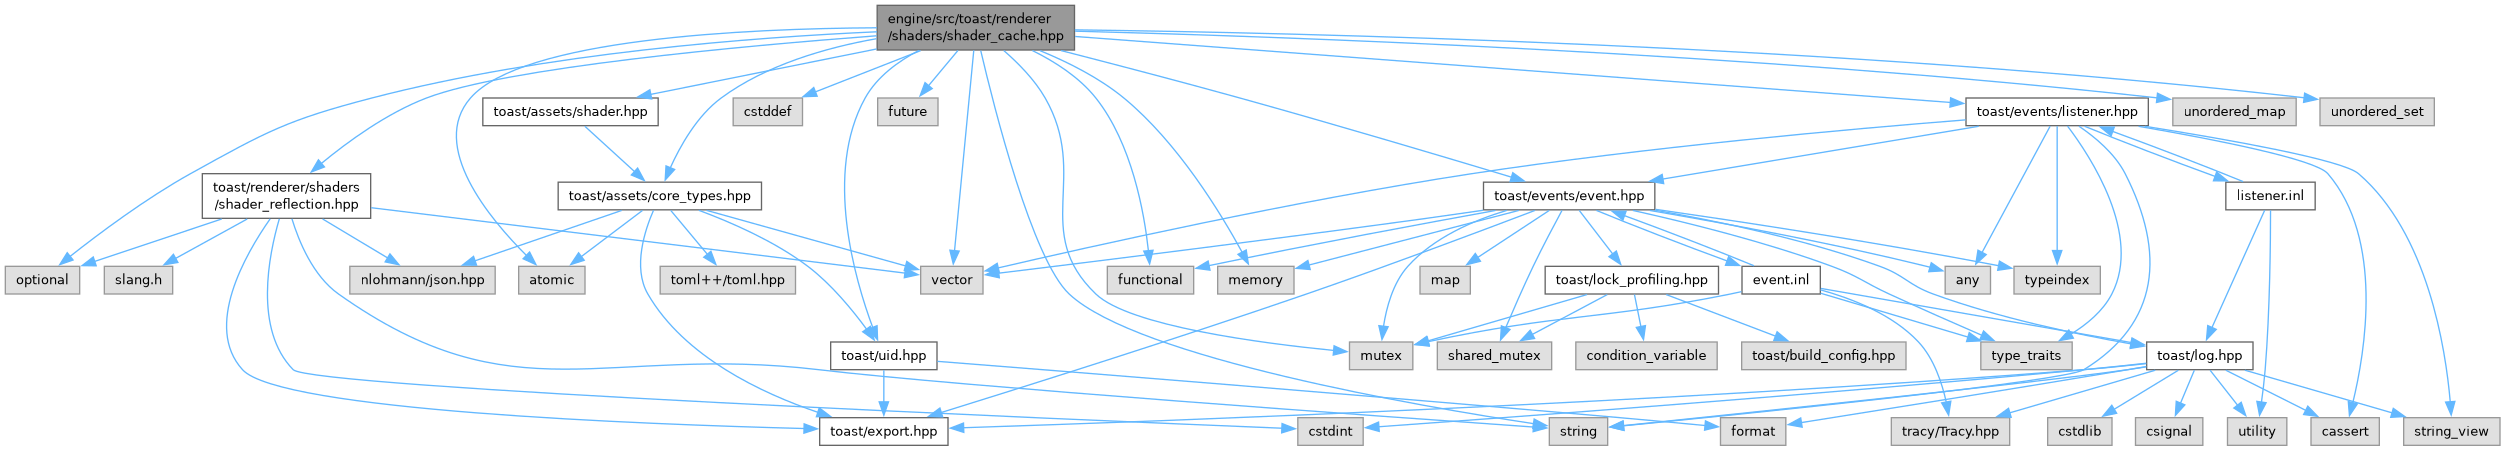 engine/src/toast/renderer
/shaders/shader_cache.hpp
toast/assets/shader.hpp
cstddef
future
toast/events/listener.hpp
unordered_map
unordered_set
toast/renderer/shaders
/shader_reflection.hpp
toast/assets/core_types.hpp
toast/events/event.hpp
listener.inl
optional
slang.h
nlohmann/json.hpp
atomic
toml++/toml.hpp
vector
functional
memory
map
toast/lock_profiling.hpp
event.inl
any
typeindex
toast/uid.hpp
mutex
shared_mutex
condition_variable
toast/build_config.hpp
type_traits
toast/log.hpp
toast/export.hpp
cstdint
string
format
tracy/Tracy.hpp
cstdlib
csignal
utility
cassert
string_view